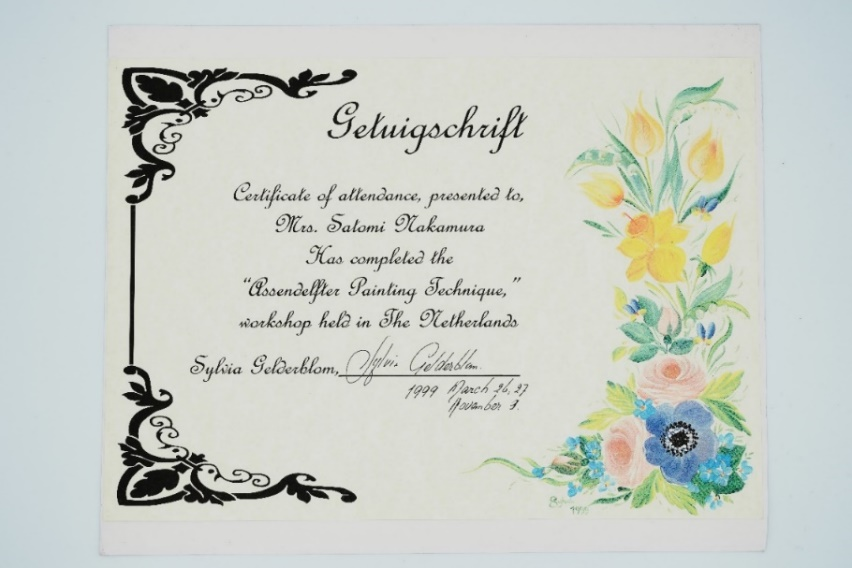 Getuigschrift
Certificate of attendance, presented to,
Mrs. Satomi Nakamura
Has completed the
"Assendelfter Painting Technique,"
workshop held in The Netherlands
Sylvia Gelderblom, Sylvia Gelderblom.
1999 March 26, 27
November 3.